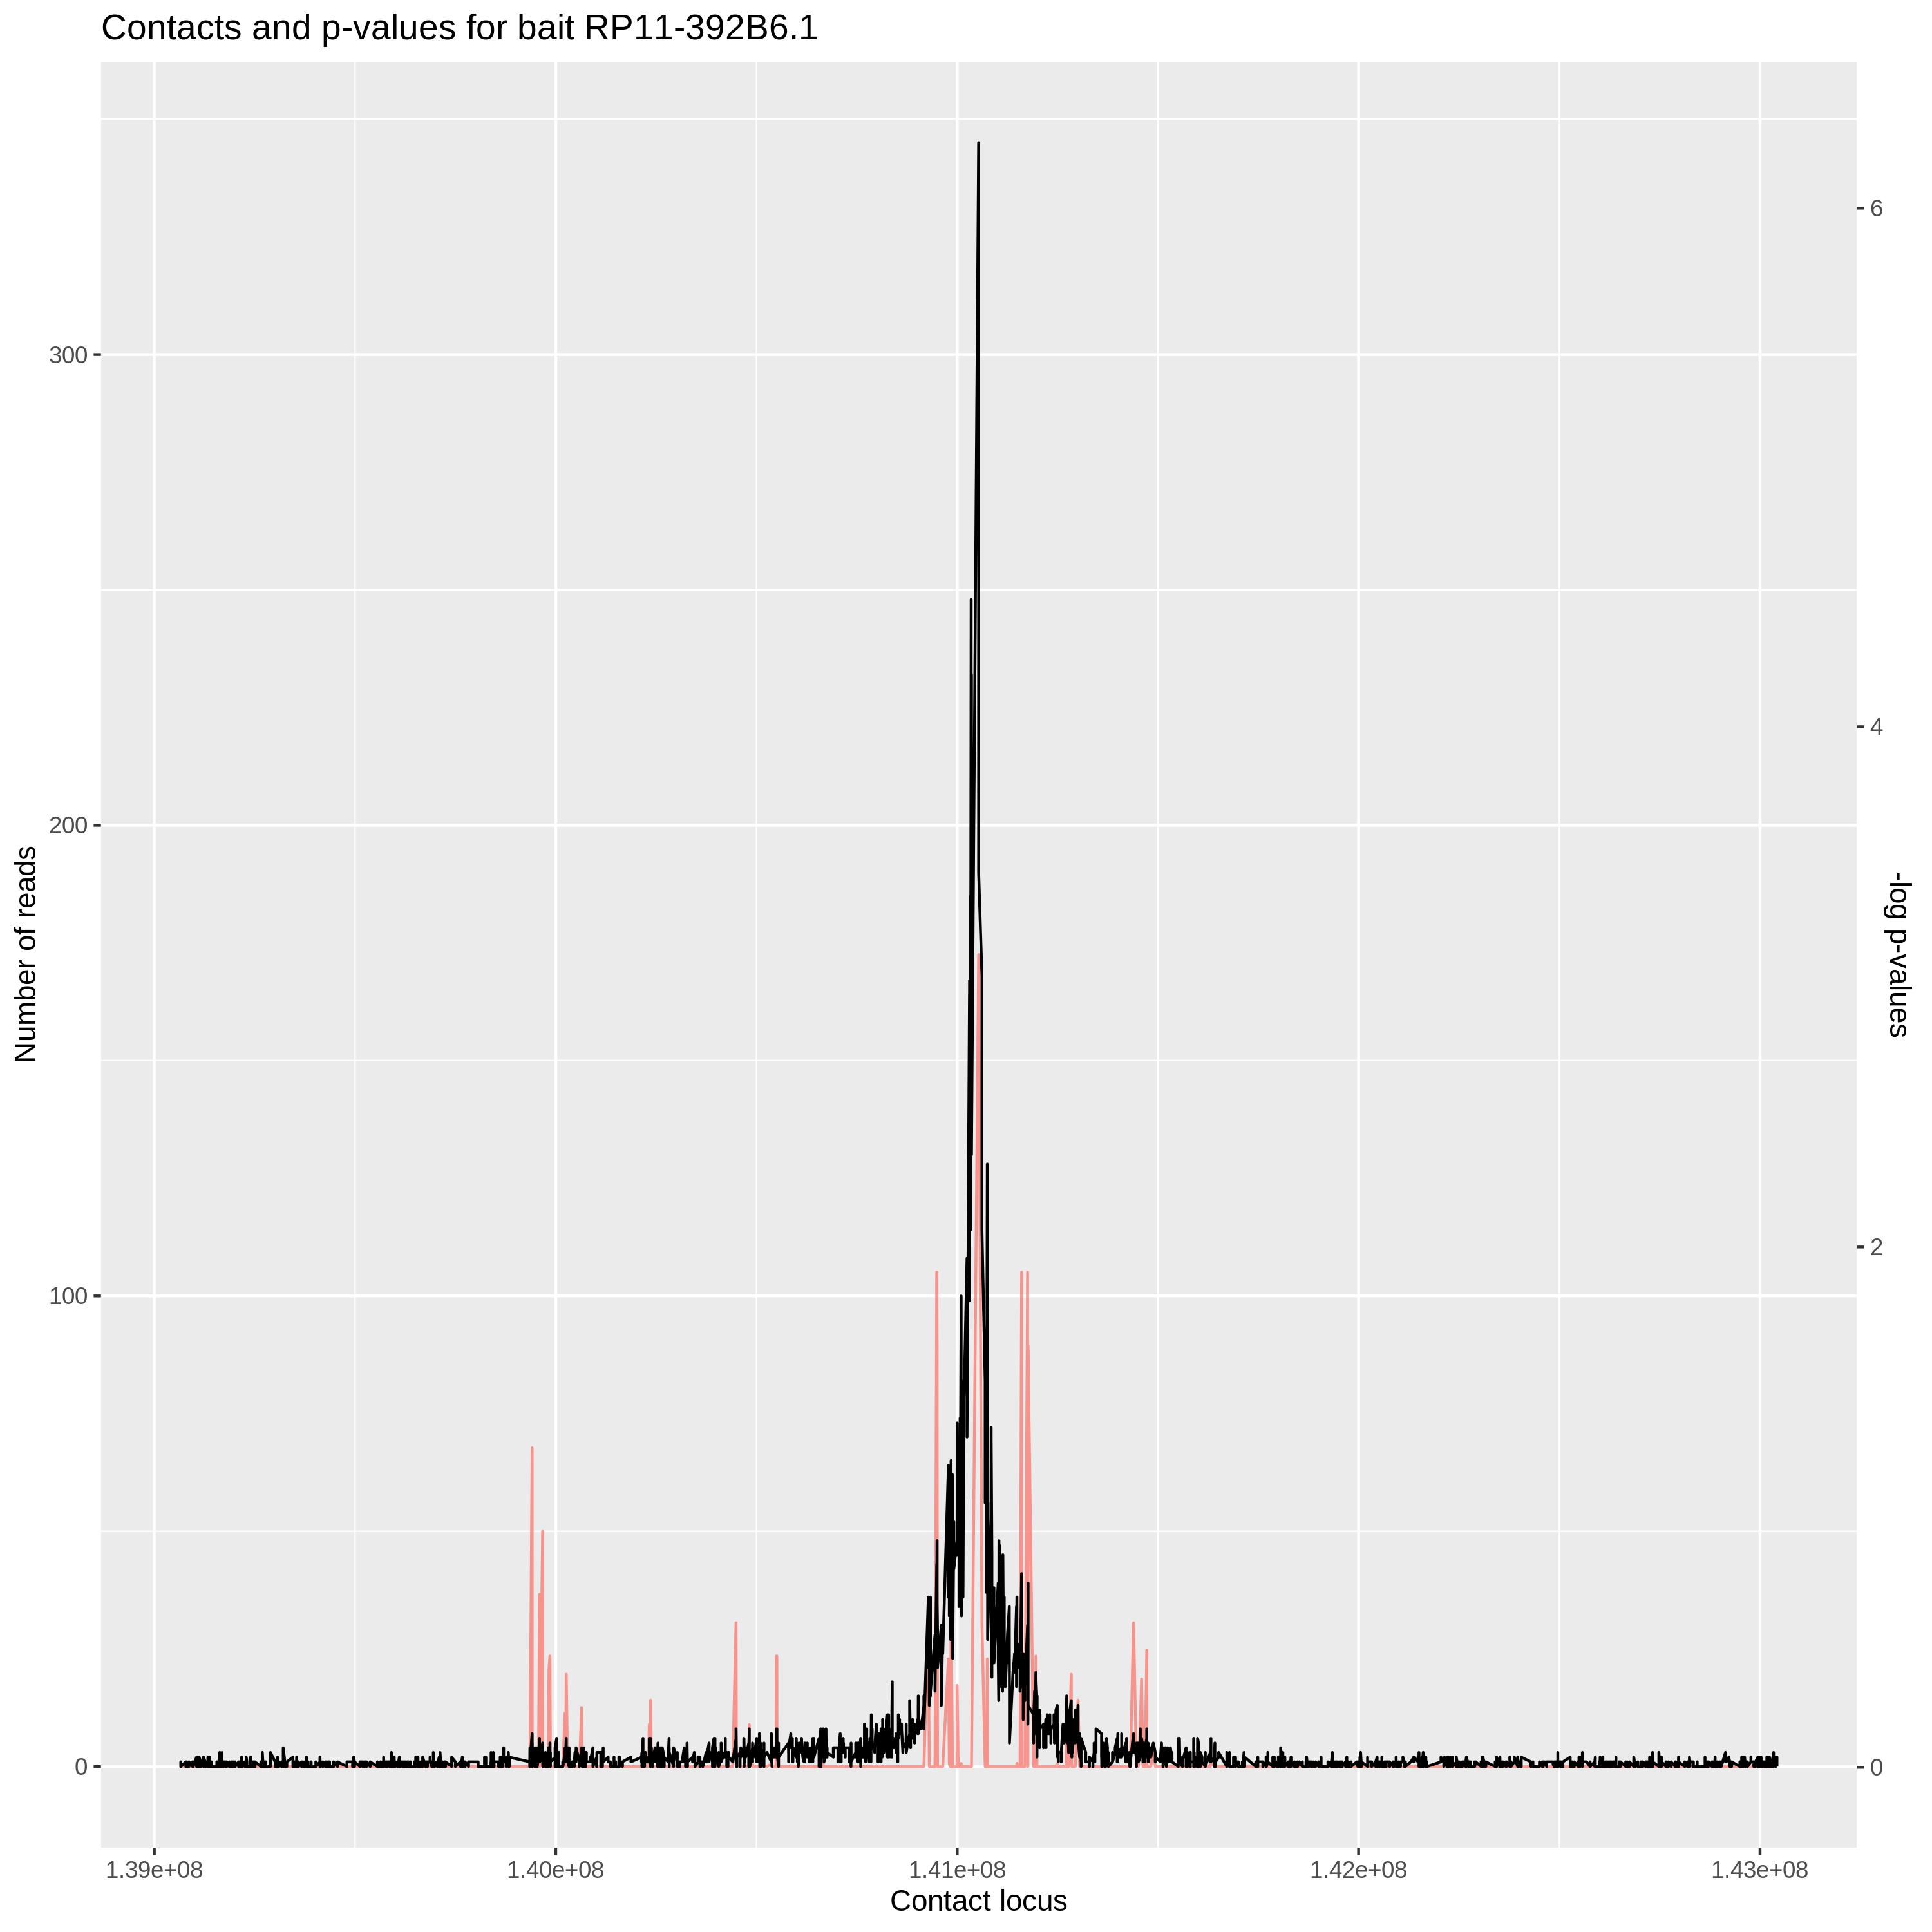 Contacts and p-values for bait RP11-392B6.1
300
200
100
0
Number of reads
6
4
2
0
-log p-values
1.39e+08
1.40e+08
1.41e+08
1.42e+08
1.43e+08
Contact locus